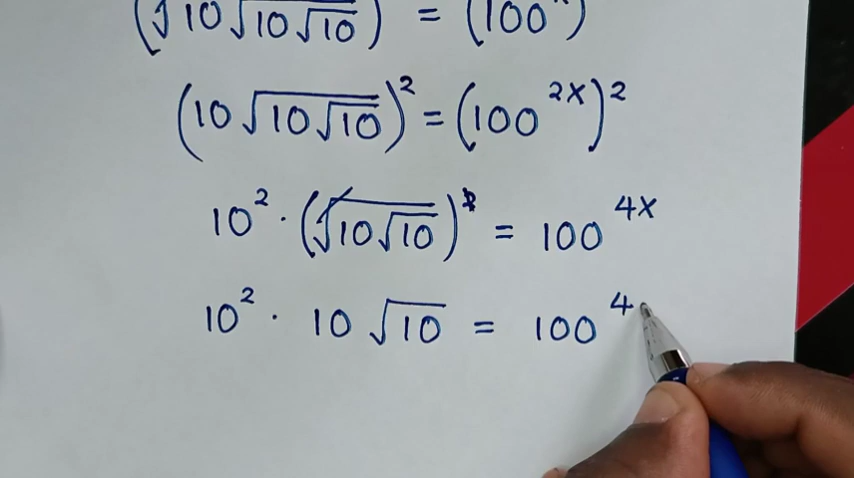 (√10√10√10) = (100^x)
(10√10√10)² = (100^2x)²
10² · (√10√10)² = 100^4x
10² · 10√10 = 100^4